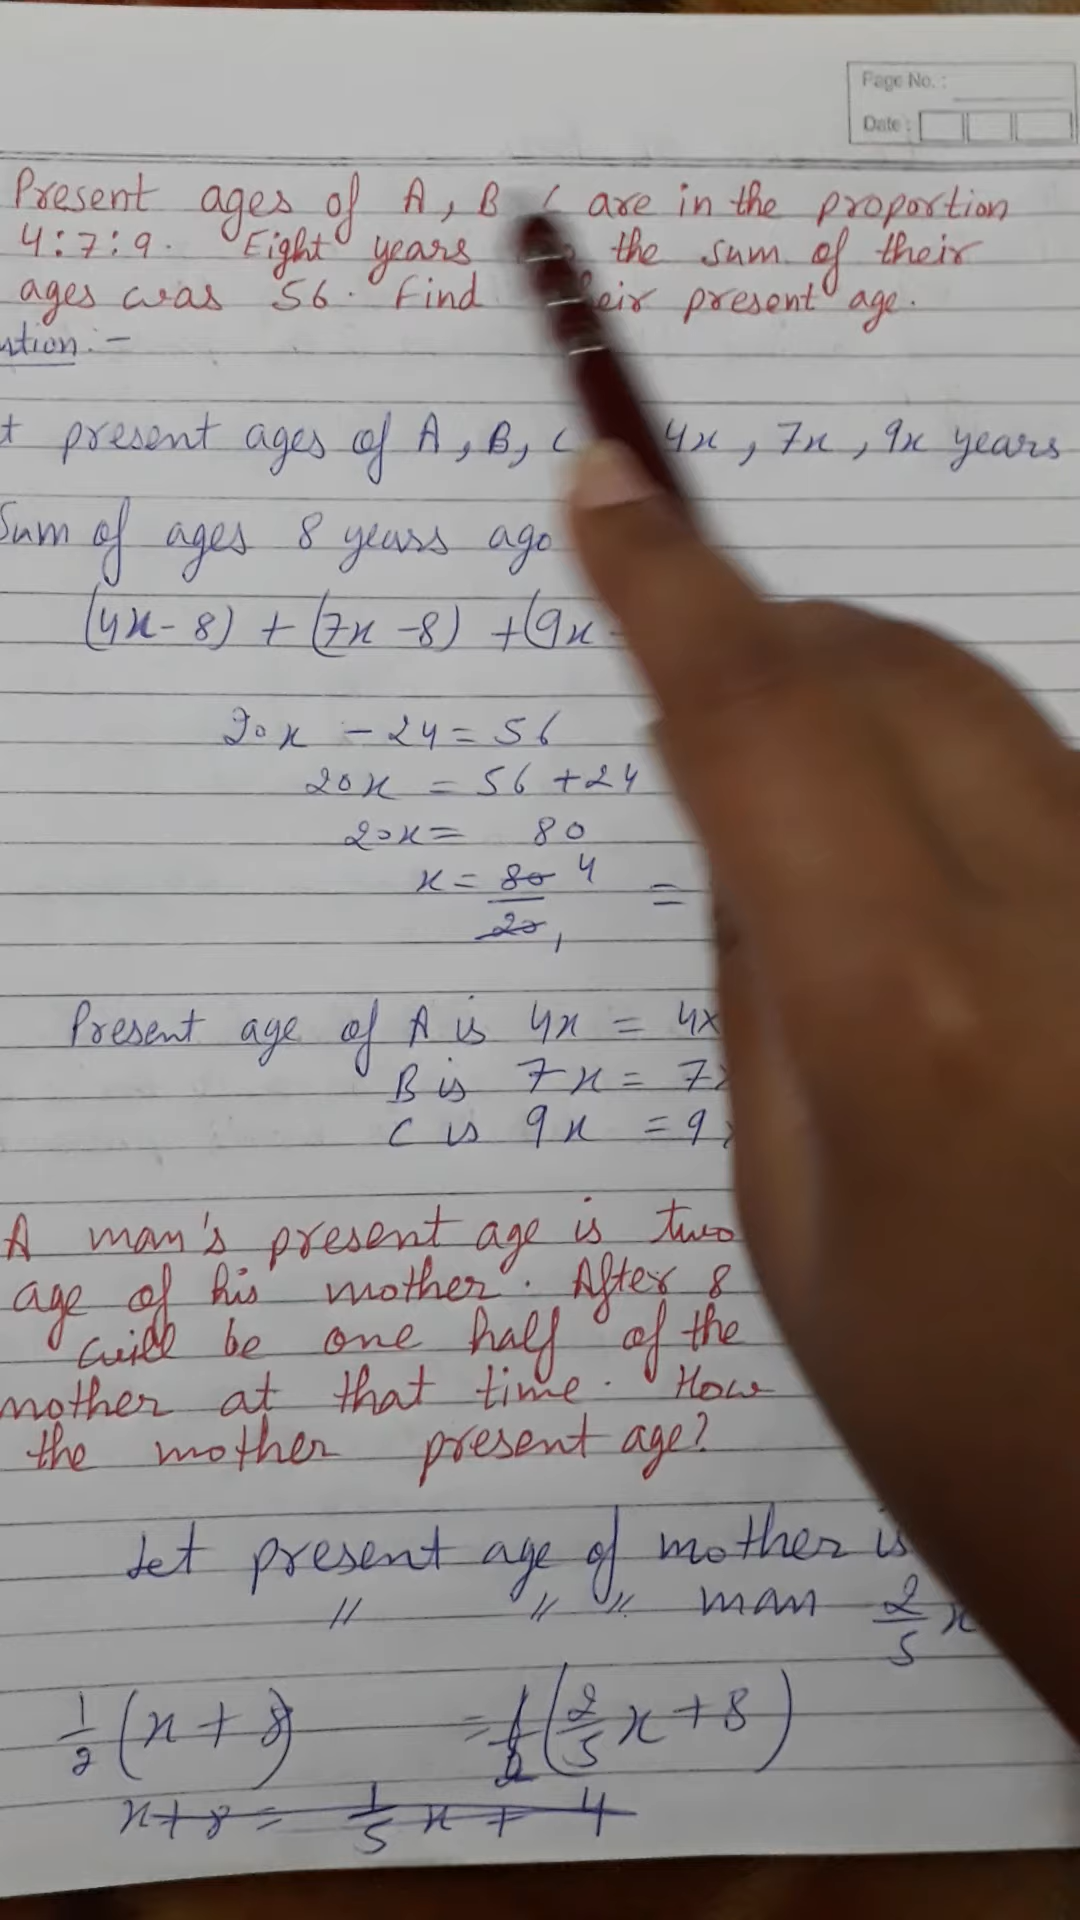 Page No. :
Date :
Present ages of A, B are in the proportion
4:7:9. Eight years the sum of their
ages was 56. Find their present age.
present ages of A, B, C 4x, 7x, 9x years
Sum of ages 8 years ago
(4x-8) + (7x-8) + (9x-
20x - 24 = 56
20x = 56 + 24
20x = 80
x = 80 4
=
20 1
Present age of A is 4x = 4x
B is 7x = 7x
C is 9x = 9
A man's present age is two
age of his mother. After 8
will be one half of the
mother at that time. How
the mother present age?
Let present age of mother is
" " " man 2/5 x
1/2 (x + 8) = 1/2 (2/5 x + 8)
x + 8 = 1/5 x + 4